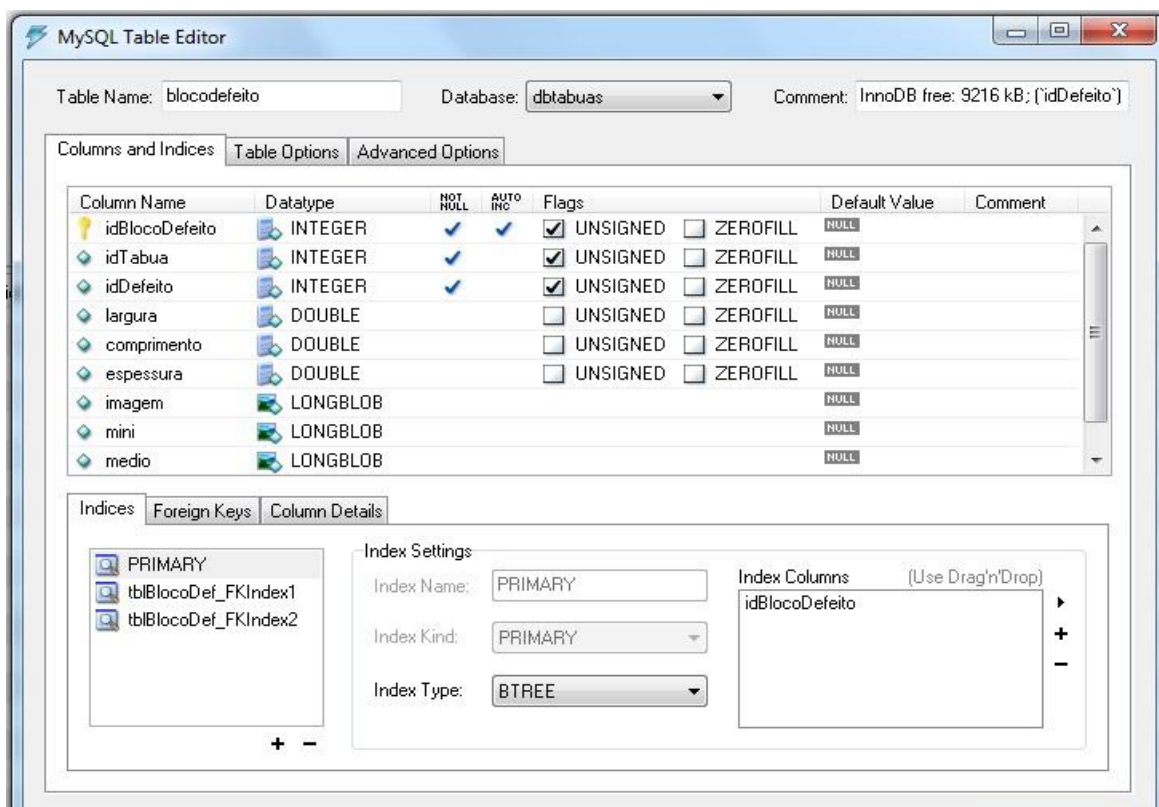 MySQL Table Editor
Table Name: blocodefeito Database: dbtabuas Comment: InnoDB free: 9216 kB; (`idDefeito`)
Columns and Indices Table Options Advanced Options
Column Name Datatype NOT NULL AUTO INC Flags Default Value Comment
idBlocoDefeito INTEGER UNSIGNED ZEROFILL NULL
idTabua INTEGER UNSIGNED ZEROFILL NULL
idDefeito INTEGER UNSIGNED ZEROFILL NULL
largura DOUBLE UNSIGNED ZEROFILL NULL
comprimento DOUBLE UNSIGNED ZEROFILL NULL
espessura DOUBLE UNSIGNED ZEROFILL NULL
imagem LONGBLOB NULL
mini LONGBLOB NULL
medio LONGBLOB NULL
Indices Foreign Keys Column Details
PRIMARY
tblBlocoDef_FKIndex1
tblBlocoDef_FKIndex2
Index Settings
Index Name: PRIMARY
Index Kind: PRIMARY
Index Type: BTREE
Index Columns (Use Drag'n'Drop)
idBlocoDefeito